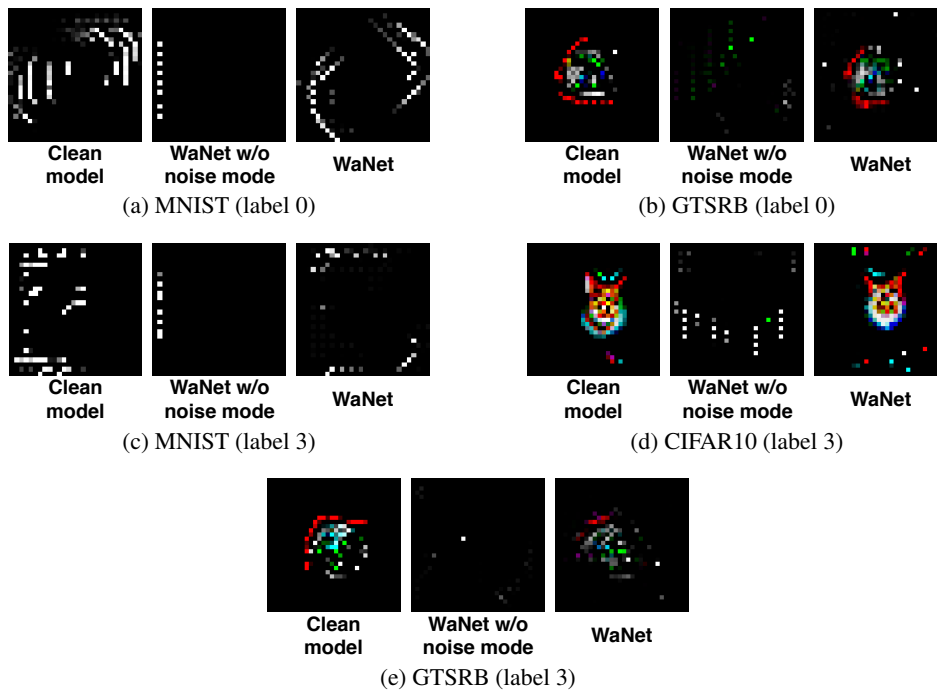 Clean
model
WaNet w/o
noise mode
WaNet
(a) MNIST (label 0)
Clean
model
WaNet w/o
noise mode
WaNet
(b) GTSRB (label 0)
Clean
model
WaNet w/o
noise mode
WaNet
(c) MNIST (label 3)
Clean
model
WaNet w/o
noise mode
WaNet
(d) CIFAR10 (label 3)
Clean
model
WaNet w/o
noise mode
WaNet
(e) GTSRB (label 3)